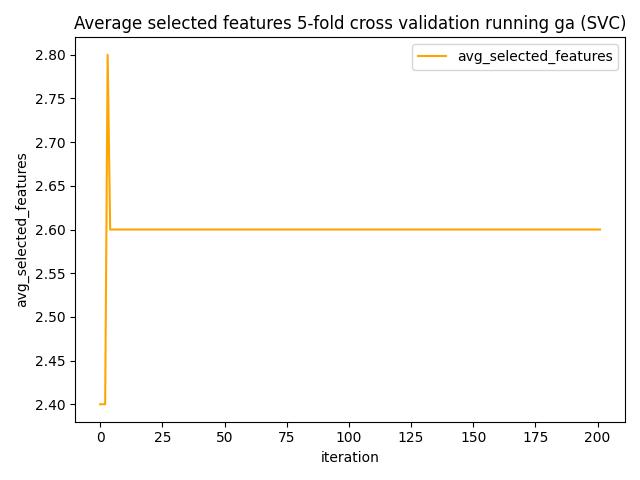 Average selected features 5-fold cross validation running ga (SVC)
avg_selected_features
2.80
2.75
2.70
2.65
2.60
2.55
2.50
2.45
2.40
avg_selected_features
0 25 50 75 100 125 150 175 200
iteration